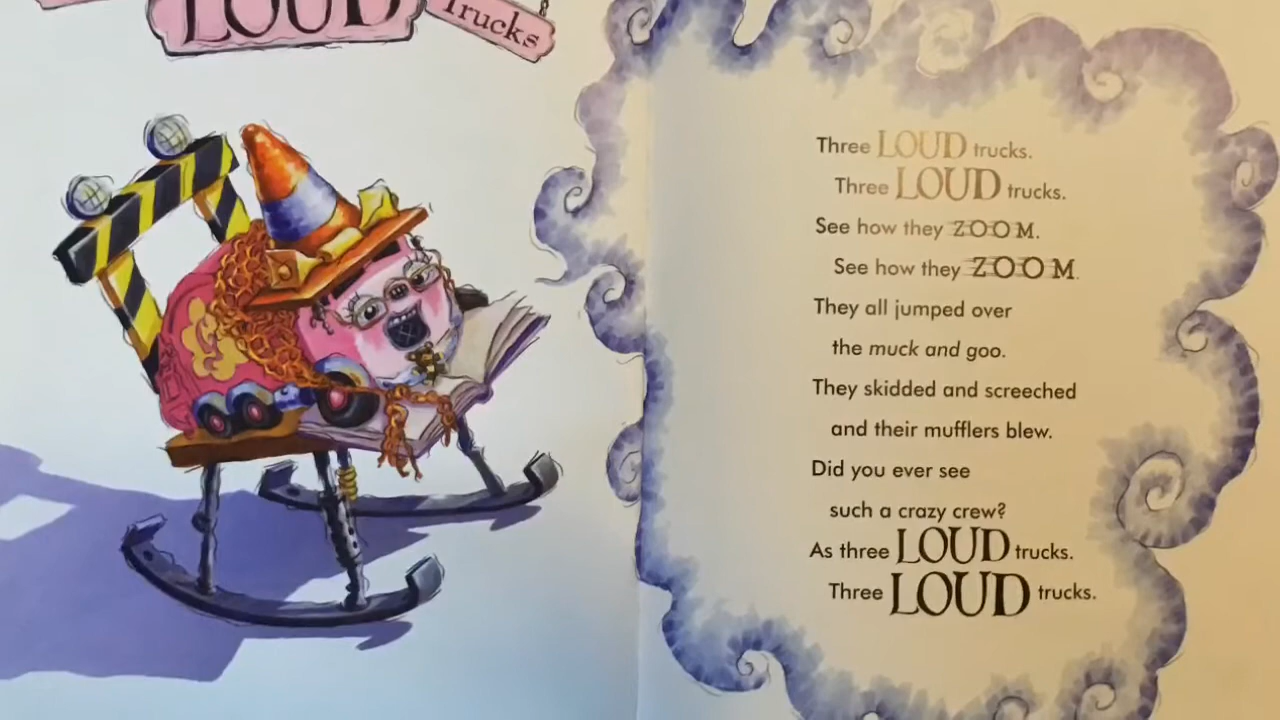 LOUD
Trucks
Three LOUD trucks.
Three LOUD trucks.
See how they ZOOM.
See how they ZOOM.
They all jumped over
the muck and goo.
They skidded and screeched
and their mufflers blew.
Did you ever see
such a crazy crew?
As three LOUD trucks.
Three LOUD trucks.